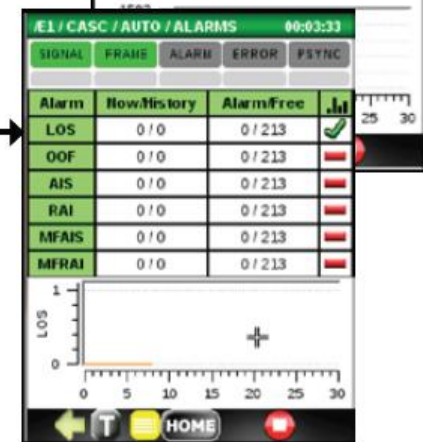 Æ1 / CASC / AUTO / ALARMS 00:03:33
SIGNAL FRAME ALARM ERROR PSYNC
Alarm Now/History Alarm/Free
LOS 0 / 0 0 / 213
OOF 0 / 0 0 / 213
AIS 0 / 0 0 / 213
RAI 0 / 0 0 / 213
MFAIS 0 / 0 0 / 213
MFRAI 0 / 0 0 / 213
1
LOS
0
0 5 10 15 20 25 30
T HOME
25 30